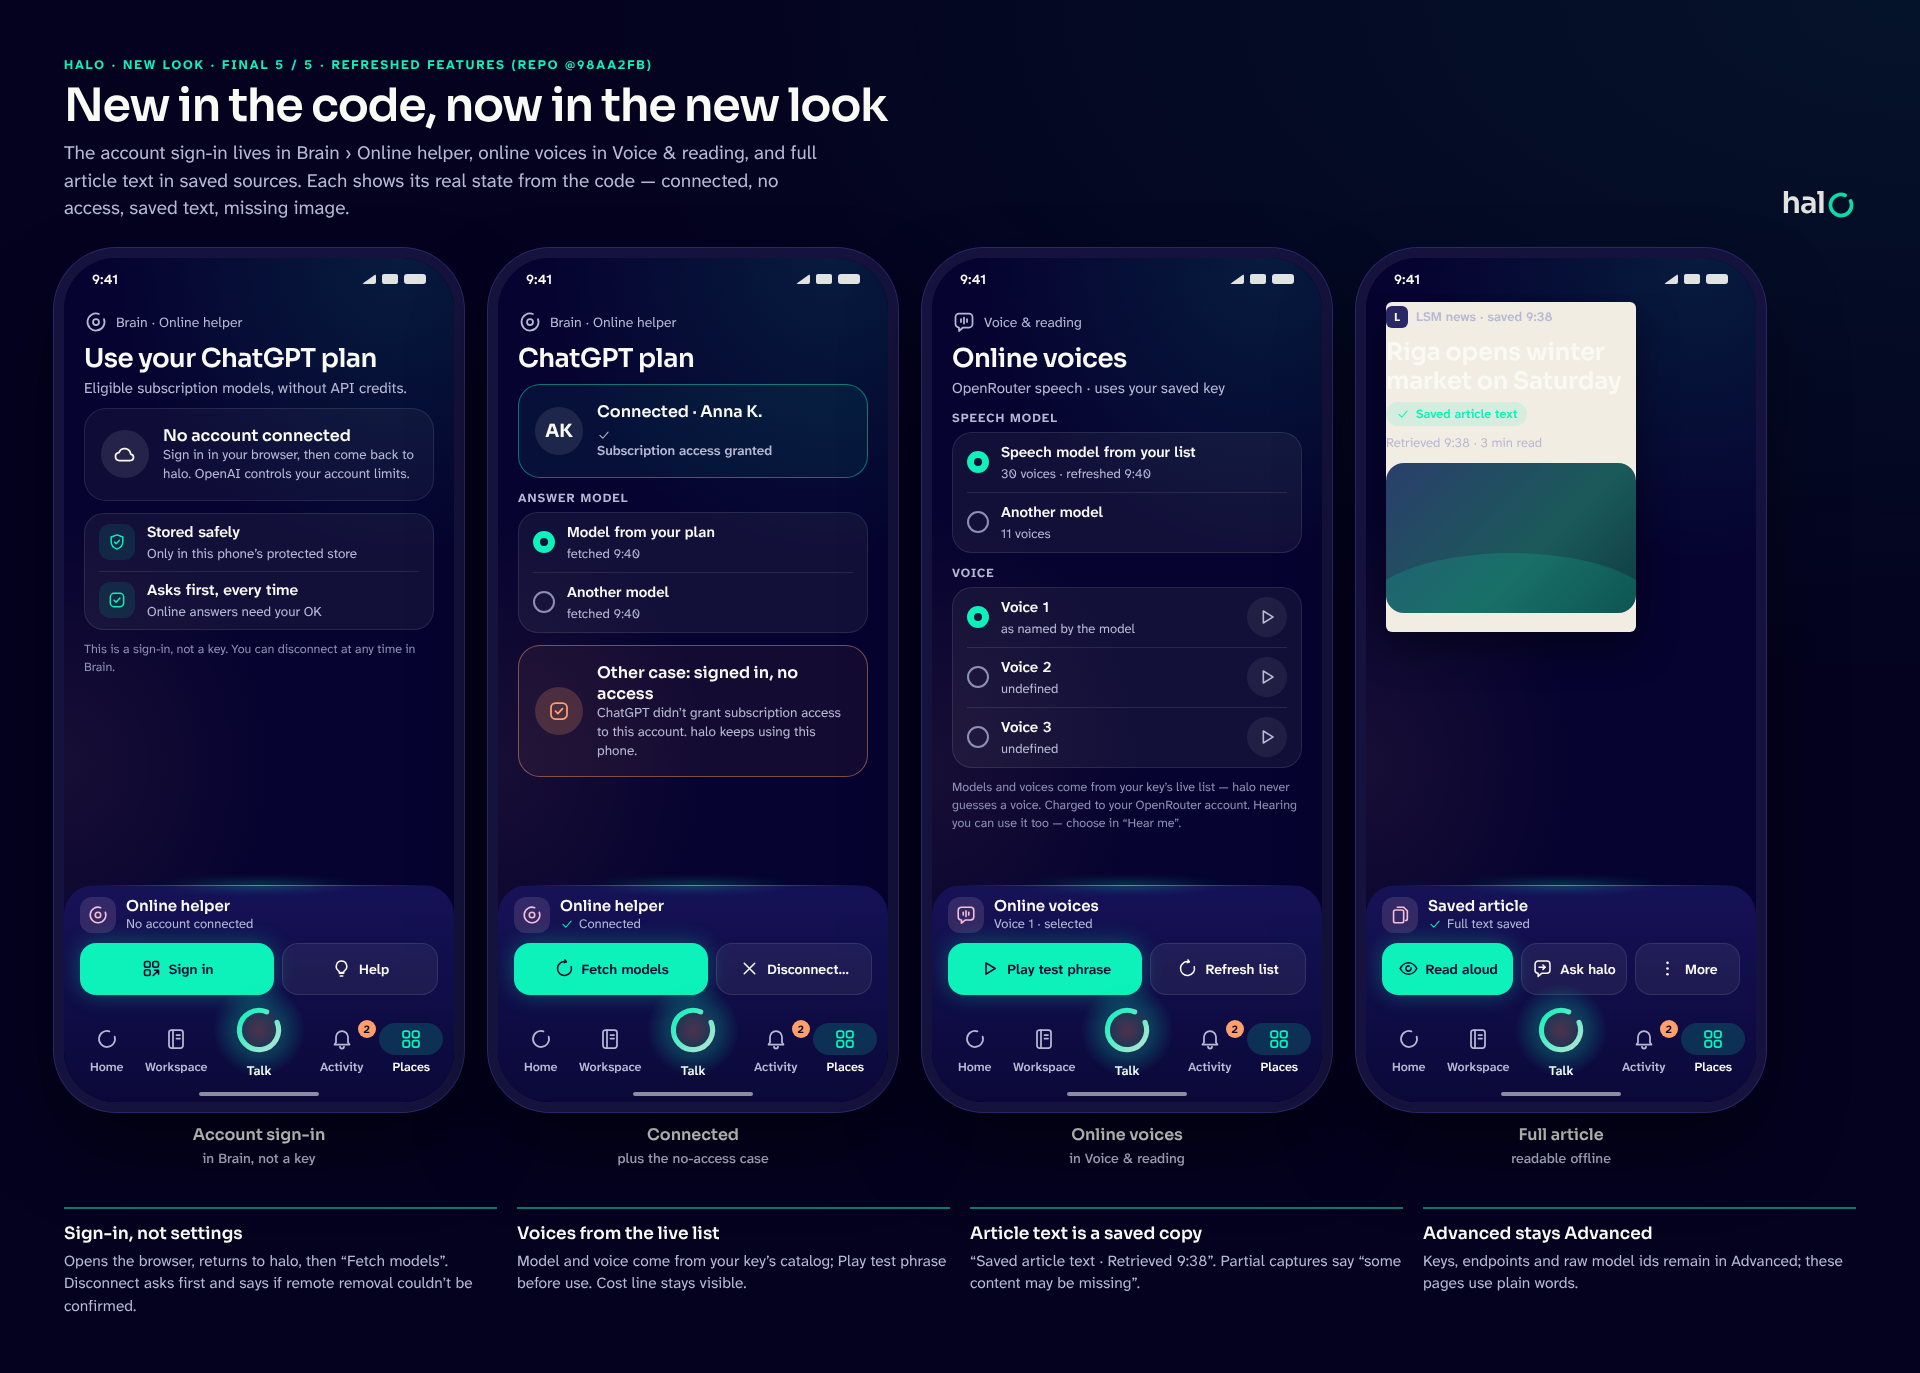 HALO · NEW LOOK · FINAL 5 / 5 · REFRESHED FEATURES (REPO @98AA2FB)
New in the code, now in the new look
The account sign-in lives in Brain › Online helper, online voices in Voice & reading, and full
article text in saved sources. Each shows its real state from the code — connected, no
access, saved text, missing image.
halo
9:41
Brain · Online helper
Use your ChatGPT plan
Eligible subscription models, without API credits.
No account connected
Sign in in your browser, then come back to
halo. OpenAI controls your account limits.
Stored safely
Only in this phone's protected store
Asks first, every time
Online answers need your OK
This is a sign-in, not a key. You can disconnect at any time in
Brain.
Online helper
No account connected
Sign in
Help
Home
Workspace
Talk
Activity
2
Places
Account sign-in
in Brain, not a key
9:41
Brain · Online helper
ChatGPT plan
AK
Connected · Anna K.
Subscription access granted
ANSWER MODEL
Model from your plan
fetched 9:40
Another model
fetched 9:40
Other case: signed in, no
access
ChatGPT didn't grant subscription access
to this account. halo keeps using this
phone.
Online helper
Connected
Fetch models
Disconnect...
Home
Workspace
Talk
Activity
2
Places
Connected
plus the no-access case
9:41
Voice & reading
Online voices
OpenRouter speech · uses your saved key
SPEECH MODEL
Speech model from your list
30 voices · refreshed 9:40
Another model
11 voices
VOICE
Voice 1
as named by the model
Voice 2
undefined
Voice 3
undefined
Models and voices come from your key's live list — halo never
guesses a voice. Charged to your OpenRouter account. Hearing
you can use it too — choose in “Hear me”.
Online voices
Voice 1 · selected
Play test phrase
Refresh list
Home
Workspace
Talk
Activity
2
Places
Online voices
in Voice & reading
9:41
L
LSM news · saved 9:38
Riga opens winter
market on Saturday
Saved article text
Retrieved 9:38 · 3 min read
Saved article
Full text saved
Read aloud
Ask halo
More
Home
Workspace
Talk
Activity
2
Places
Full article
readable offline
Sign-in, not settings
Opens the browser, returns to halo, then “Fetch models”.
Disconnect asks first and says if remote removal couldn't be
confirmed.
Voices from the live list
Model and voice come from your key's catalog; Play test phrase
before use. Cost line stays visible.
Article text is a saved copy
“Saved article text · Retrieved 9:38”. Partial captures say “some
content may be missing”.
Advanced stays Advanced
Keys, endpoints and raw model ids remain in Advanced; these
pages use plain words.